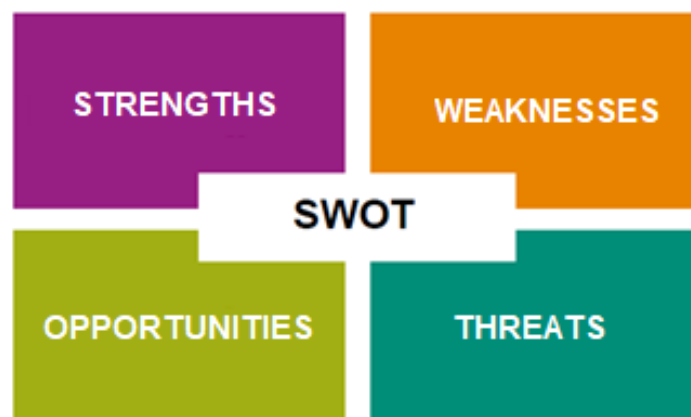 STRENGTHS
WEAKNESSES
SWOT
OPPORTUNITIES
THREATS